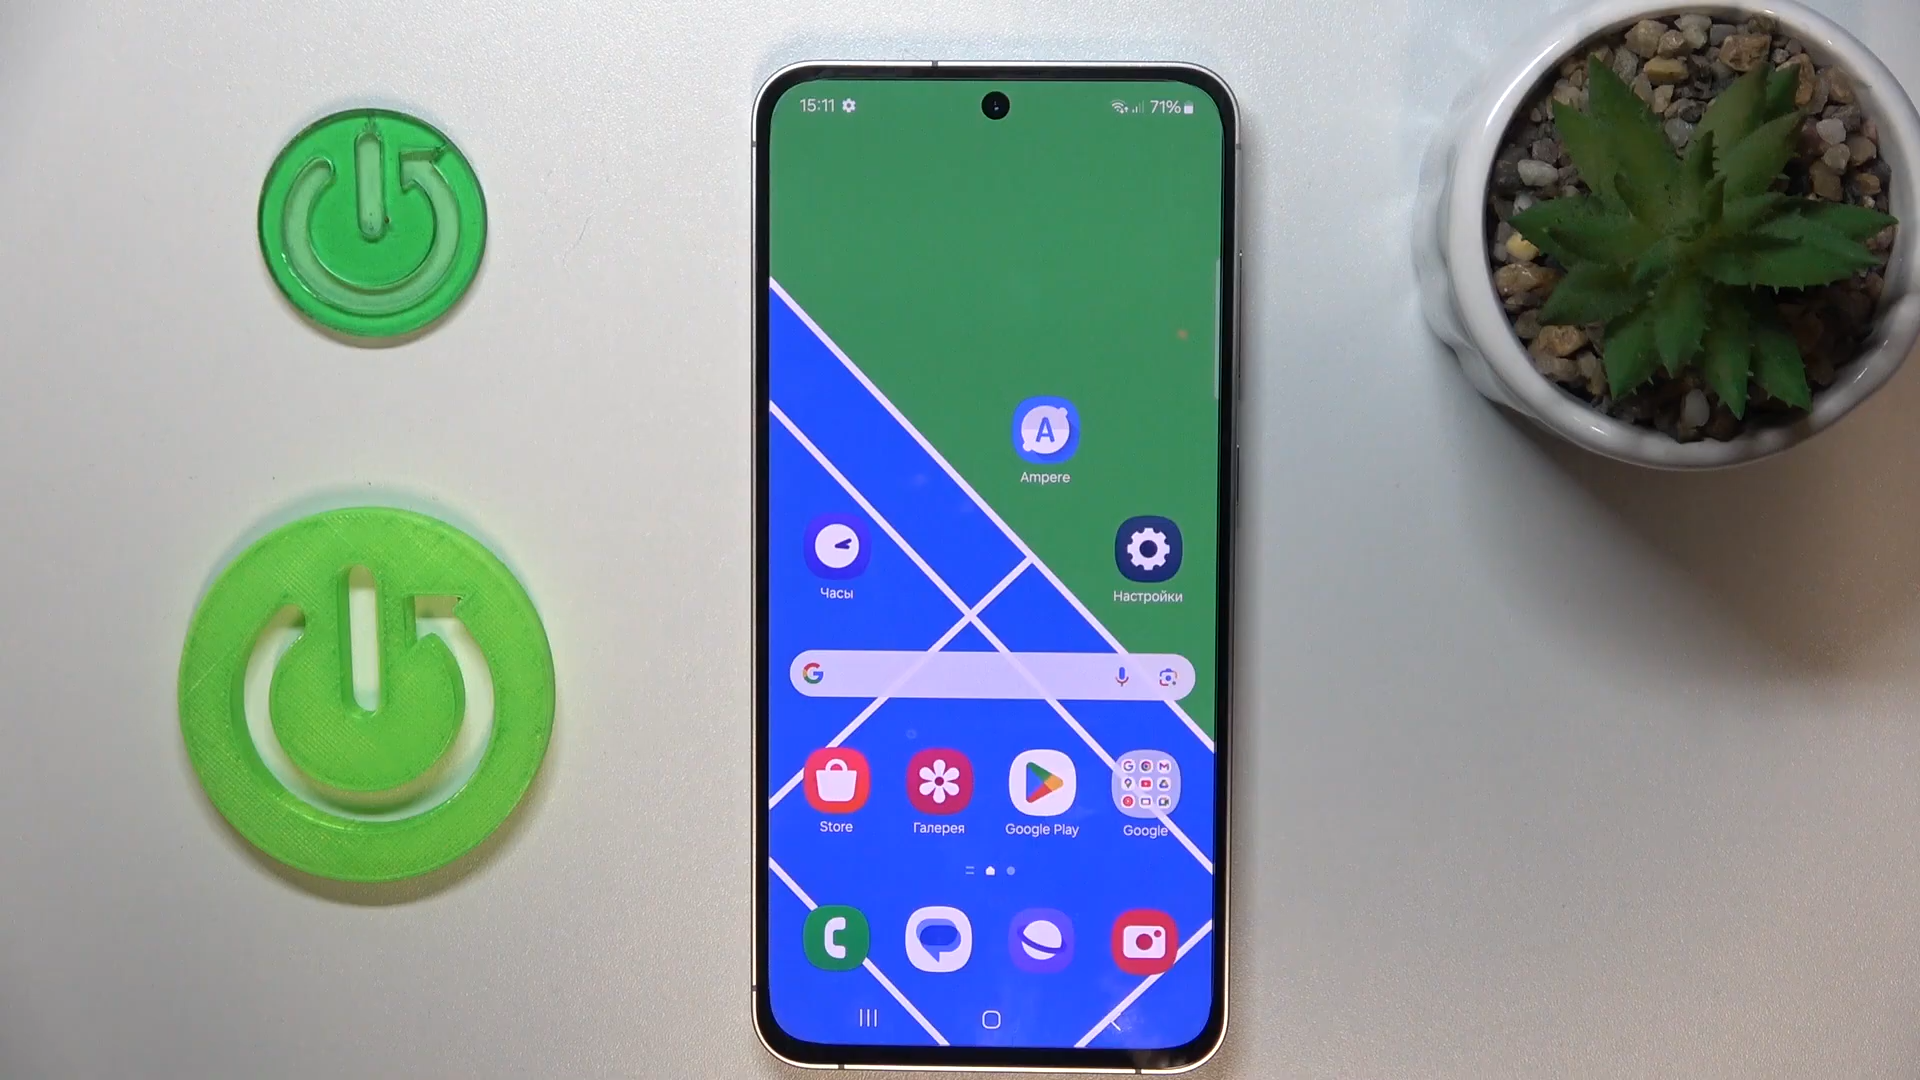 15:11
71%
A
Ampere
Часы
Настройки
Store
Галерея
Google Play
Google